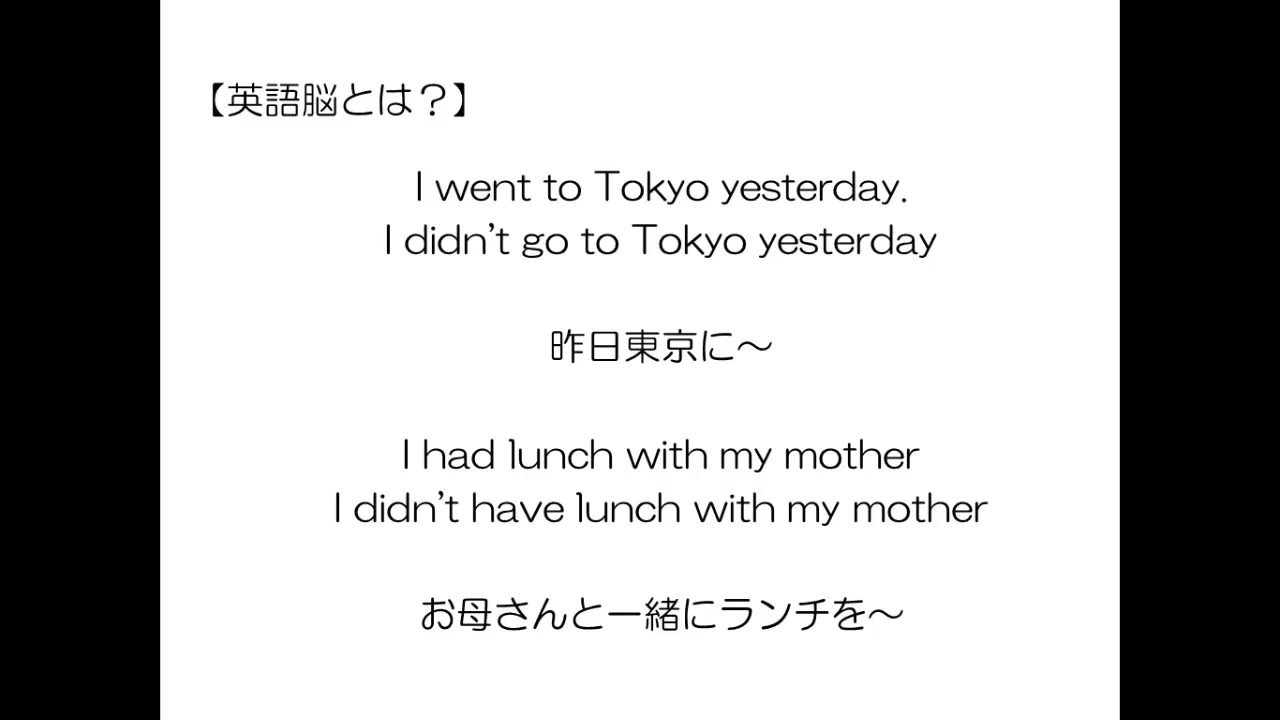 【英語脳とは？】
I went to Tokyo yesterday.
I didn’t go to Tokyo yesterday
昨日東京に〜
I had lunch with my mother
I didn’t have lunch with my mother
お母さんと一緒にランチを〜